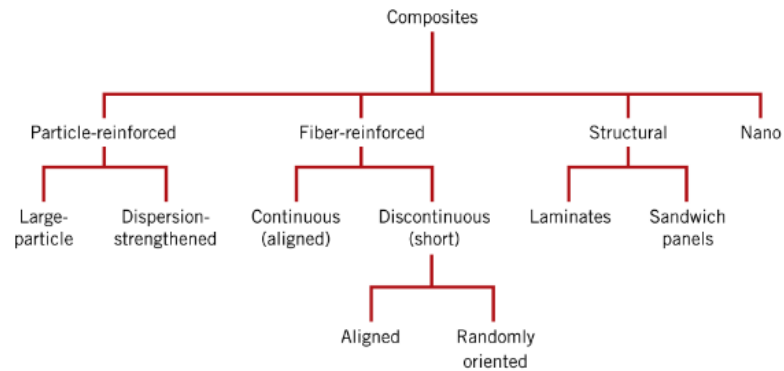 Composites
Particle-reinforced
Fiber-reinforced
Structural
Nano
Large-
particle
Dispersion-
strengthened
Continuous
(aligned)
Discontinuous
(short)
Laminates
Sandwich
panels
Aligned
Randomly
oriented